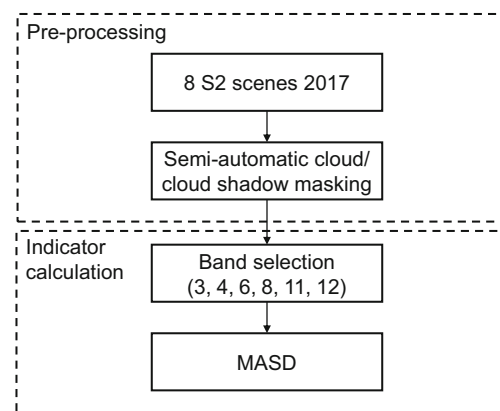 Pre-processing
8 S2 scenes 2017
Semi-automatic cloud/
cloud shadow masking
Indicator
calculation
Band selection
(3, 4, 6, 8, 11, 12)
MASD